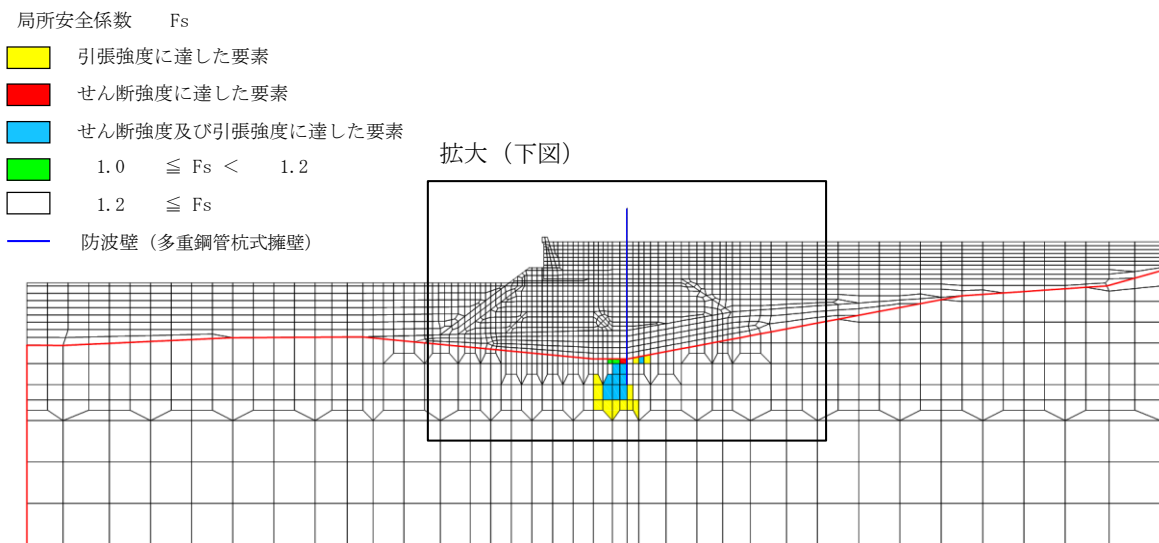 局所安全係数 Fs
引張強度に達した要素
せん断強度に達した要素
せん断強度及び引張強度に達した要素
1.0 ≦ Fs < 1.2
1.2 ≦ Fs
防波壁（多重鋼管杭式擁壁）
拡大（下図）